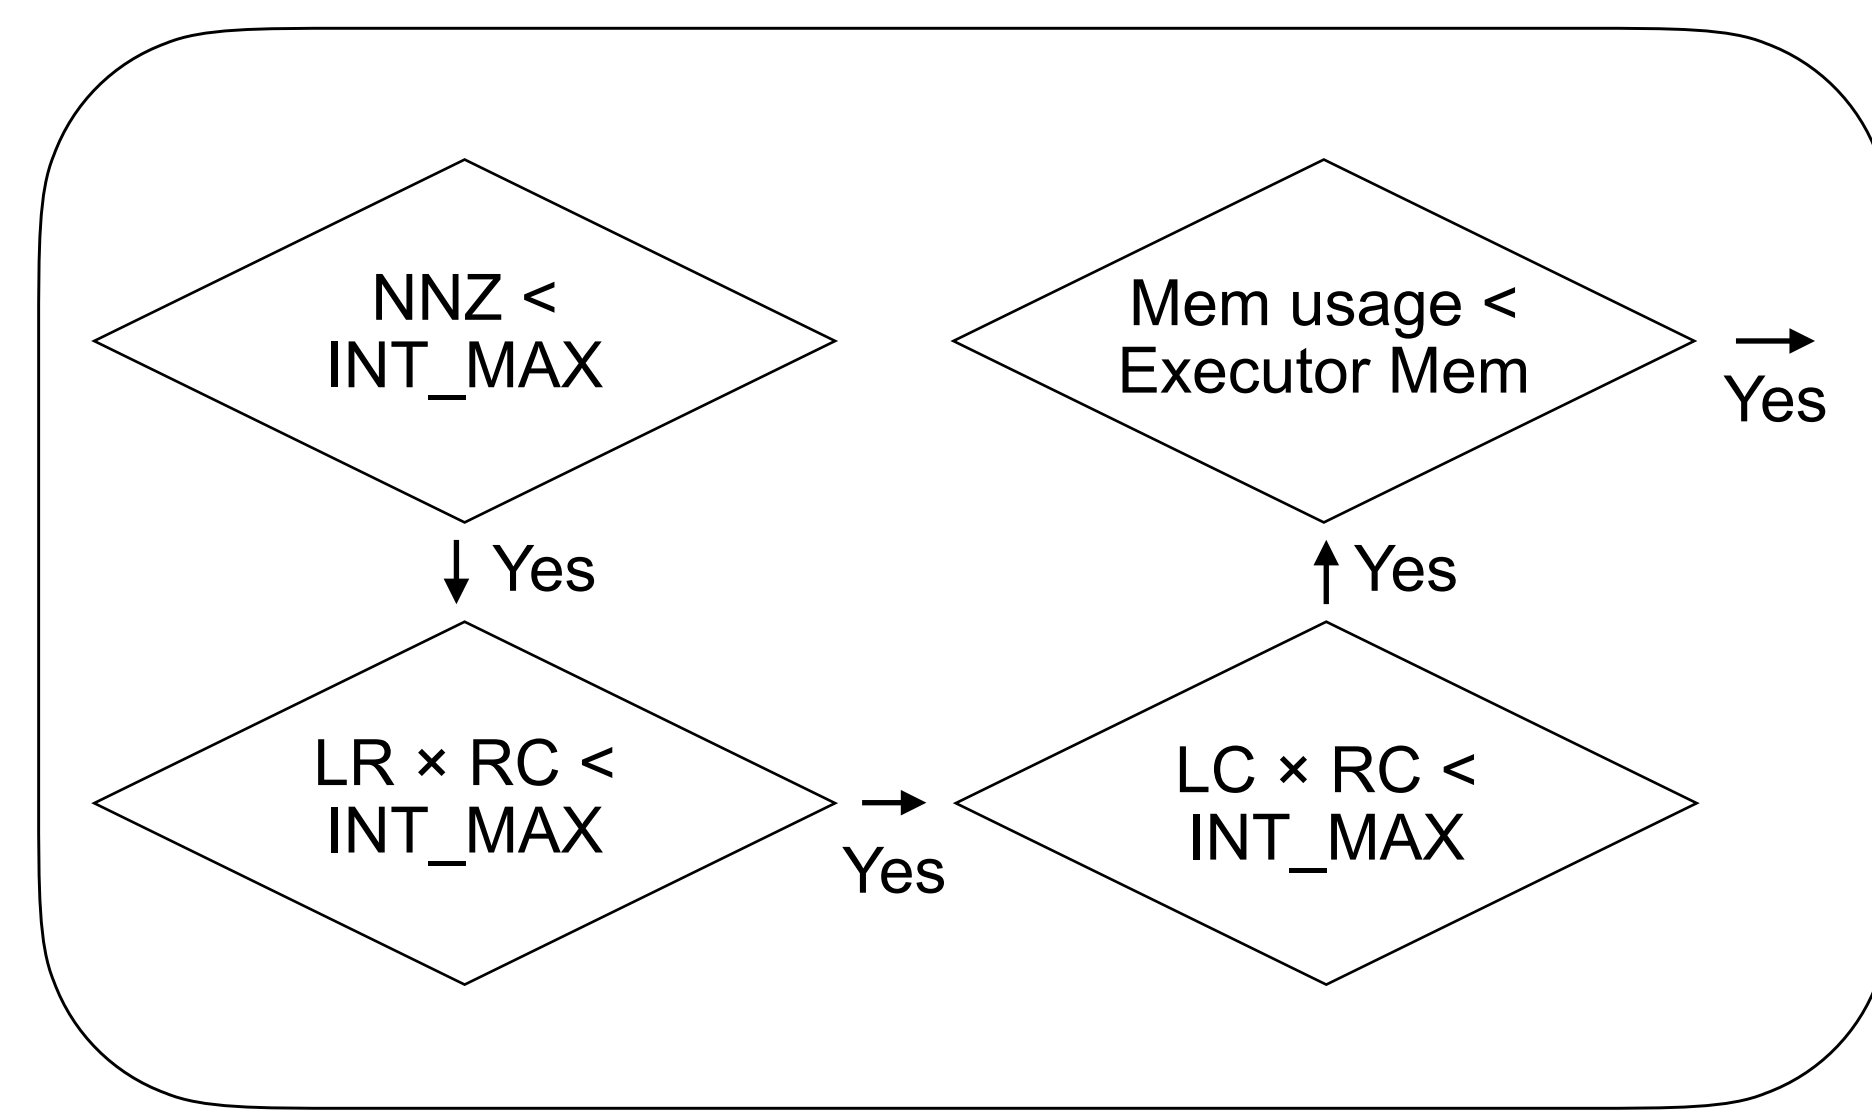 NNZ <
INT_MAX
Yes
LR × RC <
INT_MAX
Yes
LC × RC <
INT_MAX
Yes
Mem usage <
Executor Mem
Yes